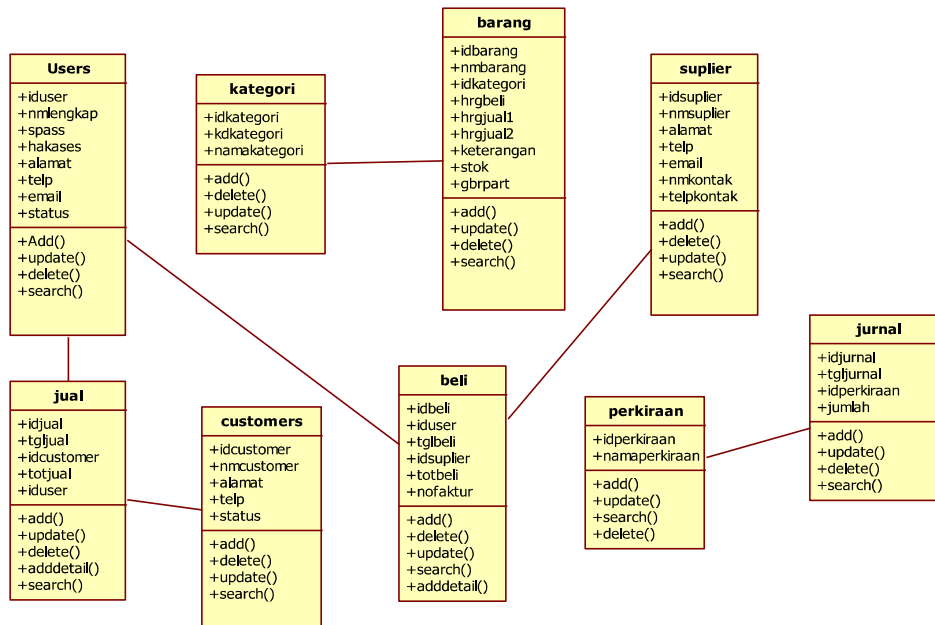 Users
+iduser
+nmlengkap
+spass
+hakases
+alamat
+telp
+email
+status
+Add()
+update()
+delete()
+search()
kategori
+idkategori
+kdkategori
+namakategori
+add()
+delete()
+update()
+search()
barang
+idbarang
+nmbarang
+idkategori
+hrgbeli
+hrgjual1
+hrgjual2
+keterangan
+stok
+gbrpart
+add()
+update()
+delete()
+search()
suplier
+idsuplier
+nmsuplier
+alamat
+telp
+email
+nmkontak
+telpkontak
+add()
+delete()
+update()
+search()
jual
+idjual
+tgljual
+idcustomer
+totjual
+iduser
+add()
+update()
+delete()
+adddetail()
+search()
customers
+idcustomer
+nmcustomer
+alamat
+telp
+status
+add()
+delete()
+update()
+search()
beli
+idbeli
+iduser
+tglbeli
+idsuplier
+totbeli
+nofaktur
+add()
+delete()
+update()
+search()
+adddetail()
perkiraan
+idperkiraan
+namaperkiraan
+add()
+update()
+search()
+delete()
jurnal
+idjurnal
+tgljurnal
+idperkiraan
+jumlah
+add()
+update()
+delete()
+search()